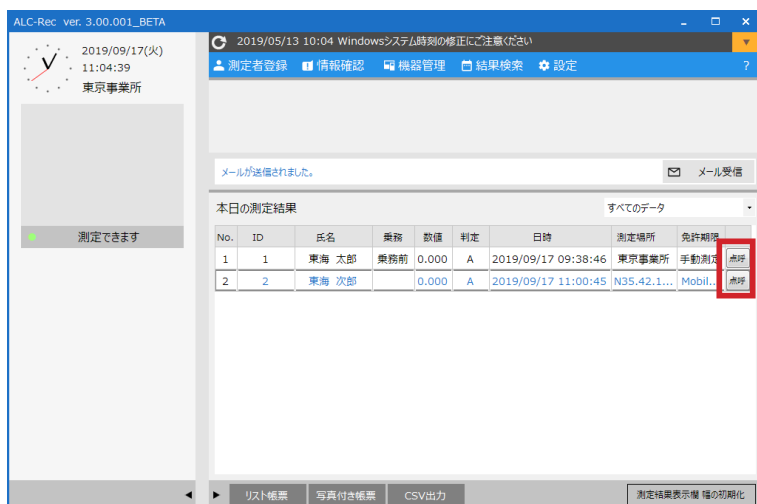 ALC-Rec ver. 3.00.001_BETA
2019/09/17(火)
11:04:39
東京事業所
測定できます
2019/05/13 10:04 Windowsシステム時刻の修正にご注意ください
測定者登録 情報確認 機器管理 結果検索 設定 ?
メールが送信されました。 メール受信
本日の測定結果 すべてのデータ
No. ID 氏名 乗務 数値 判定 日時 測定場所 免許期限
1 1 東海 太郎 乗務前 0.000 A 2019/09/17 09:38:46 東京事業所 手動測定 点呼
2 2 東海 次郎 0.000 A 2019/09/17 11:00:45 N35.42.1... Mobil... 点呼
リスト帳票 写真付き帳票 CSV出力 測定結果表示欄 幅の初期化